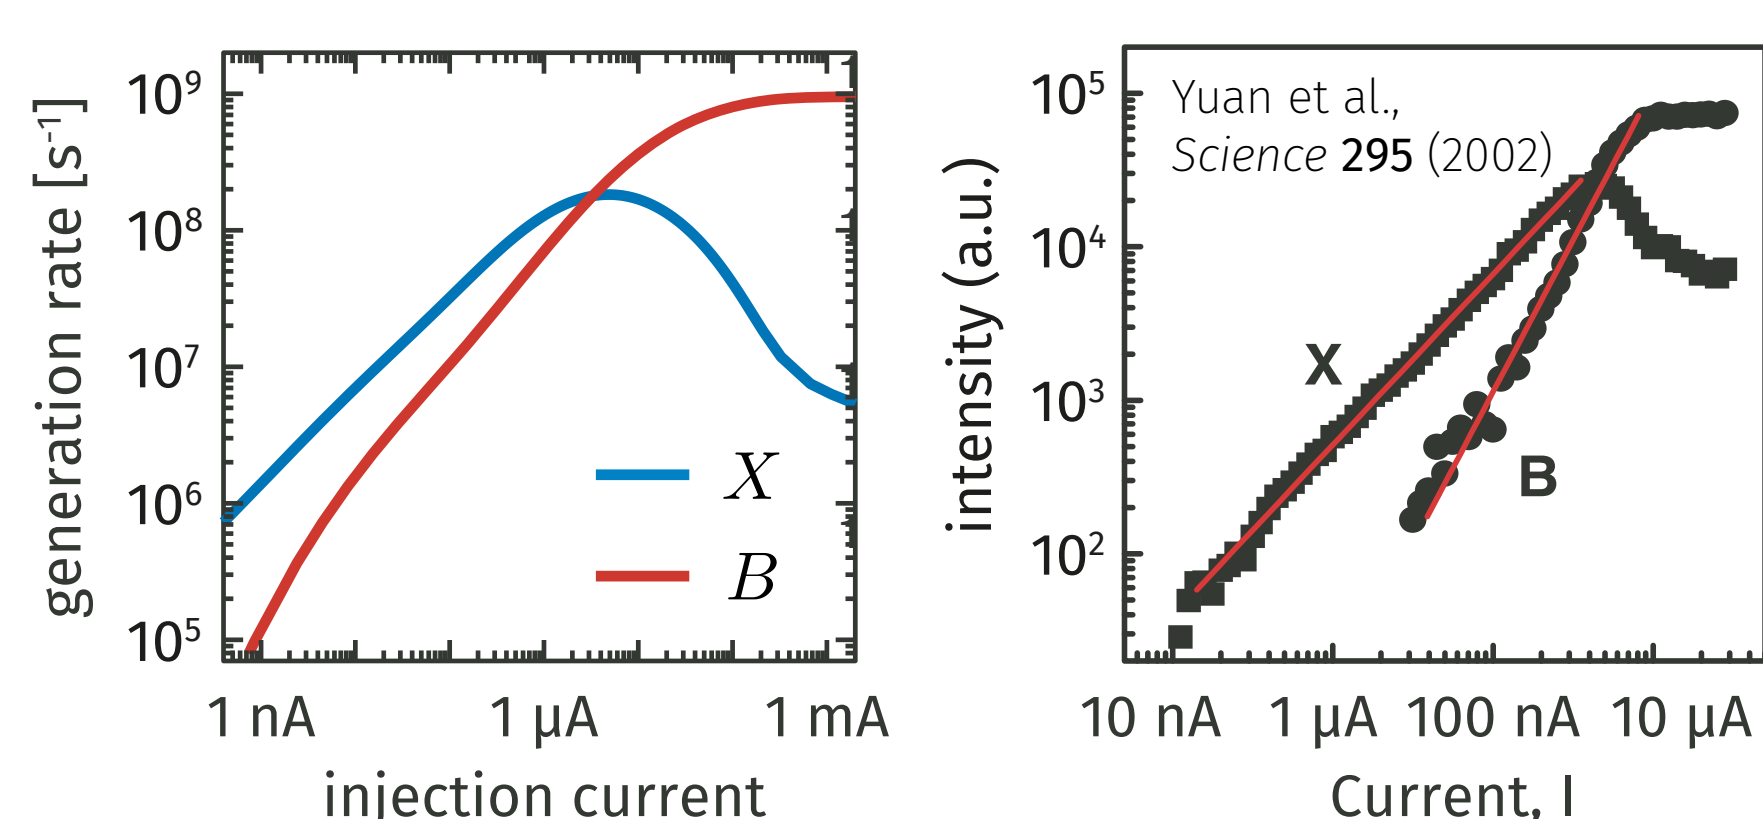 generation rate [s⁻¹]
10⁹
10⁸
10⁷
10⁶
10⁵
X
B
1 nA 1 µA 1 mA
injection current
intensity (a.u.)
10⁵
10⁴
10³
10²
Yuan et al.,
Science 295 (2002)
X
B
10 nA 1 µA 100 nA 10 µA
Current, I